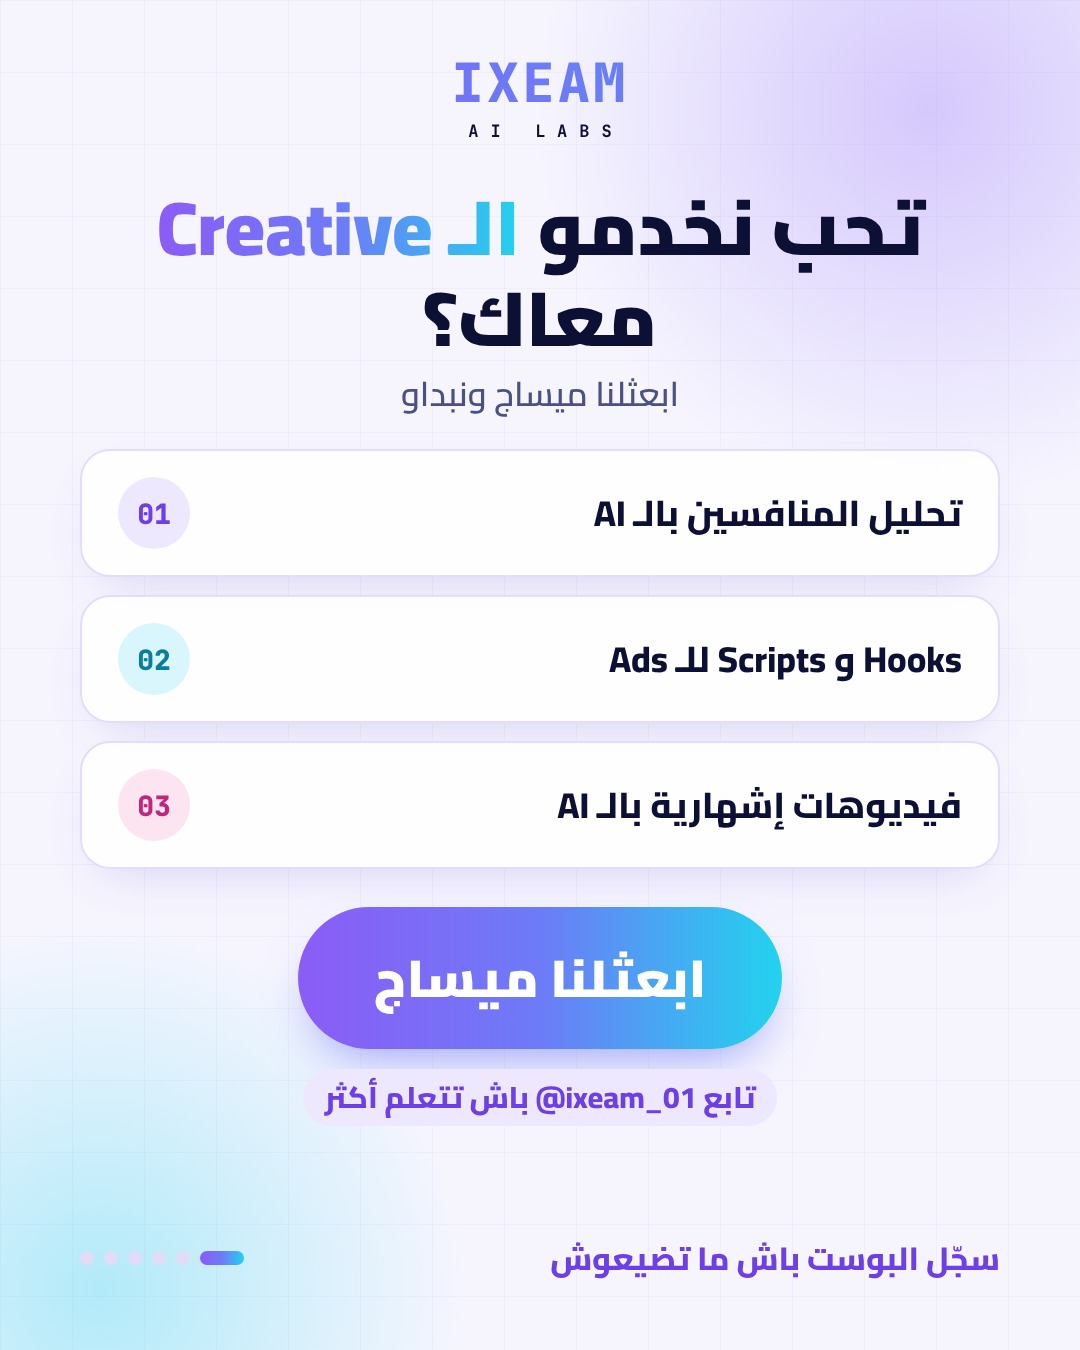 IXEAM
AI LABS
تحب نخدمو الـ Creative
معاك؟
ابعثلنا ميساج ونبداو
تحليل المنافسين بالـ AI
01
Hooks و Scripts للـ Ads
02
فيديوهات إشهارية بالـ AI
03
ابعثلنا ميساج
تابع @ixeam_01 باش تتعلم أكثر
سجّل البوست باش ما تضيعوش